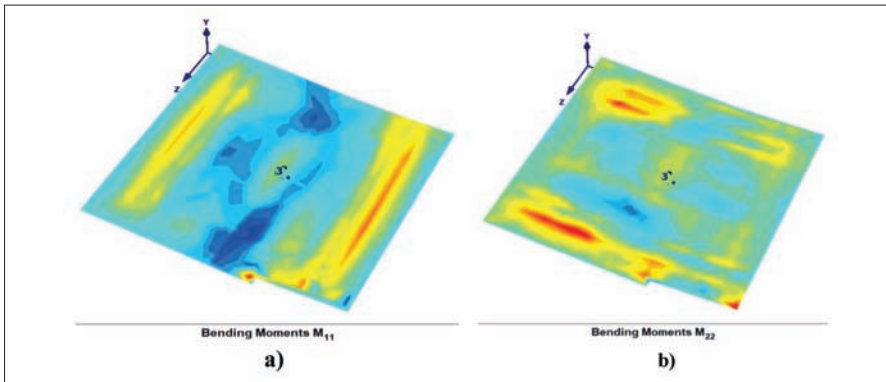 Y
Z
3
Y
Z
3
Bending Moments M₁₁
Bending Moments M₂₂
a)
b)